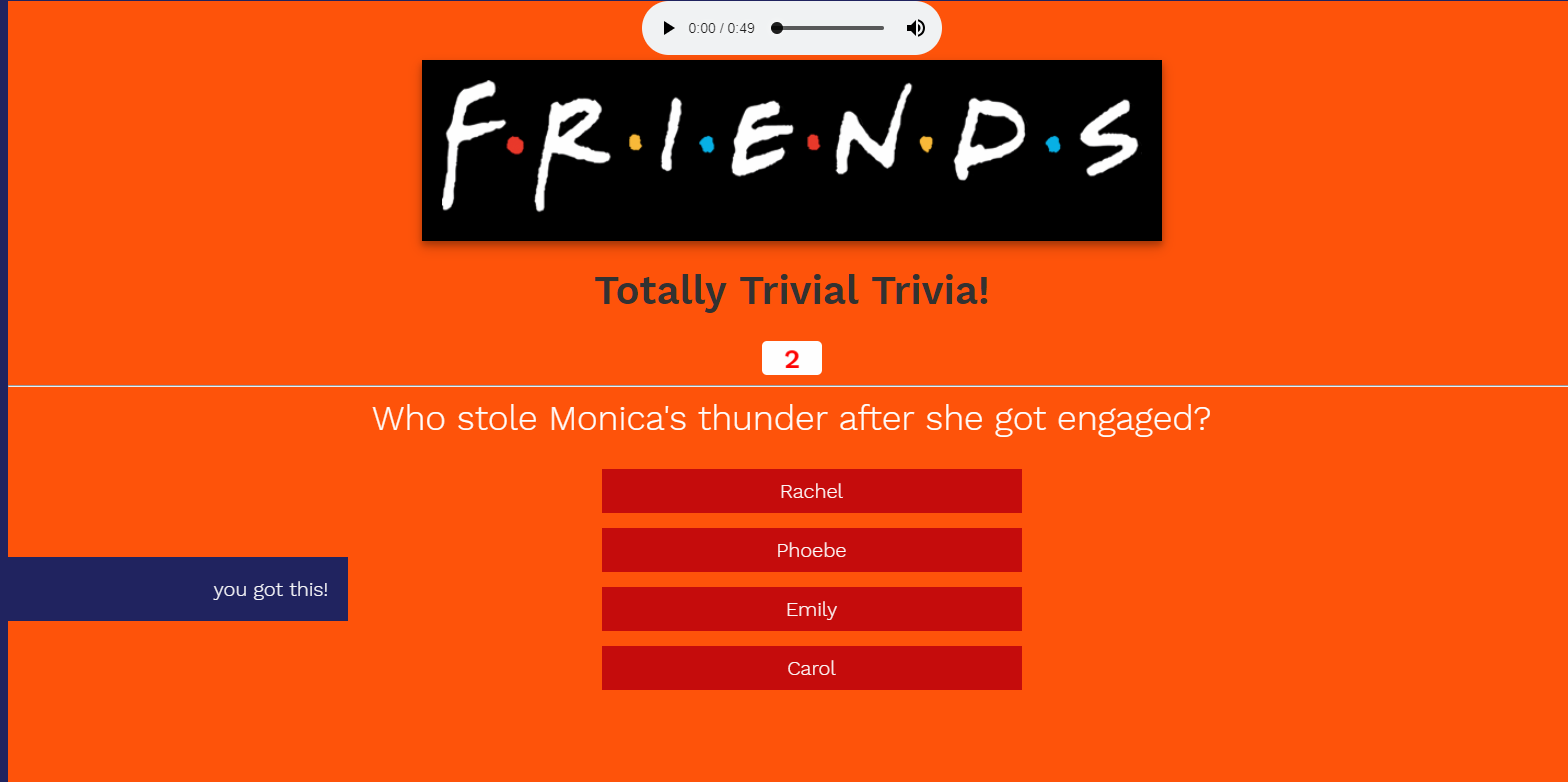 0:00 / 0:49
F·R·I·E·N·D·S
Totally Trivial Trivia!
2
Who stole Monica's thunder after she got engaged?
Rachel
Phoebe
you got this!
Emily
Carol